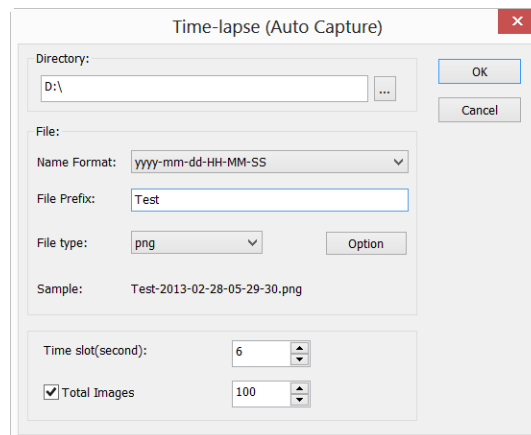 Time-lapse (Auto Capture)
Directory:
D:\
...
OK
Cancel
File:
Name Format: yyyy-mm-dd-HH-MM-SS
File Prefix: Test
File type: png Option
Sample: Test-2013-02-28-05-29-30.png
Time slot(second): 6
Total Images 100